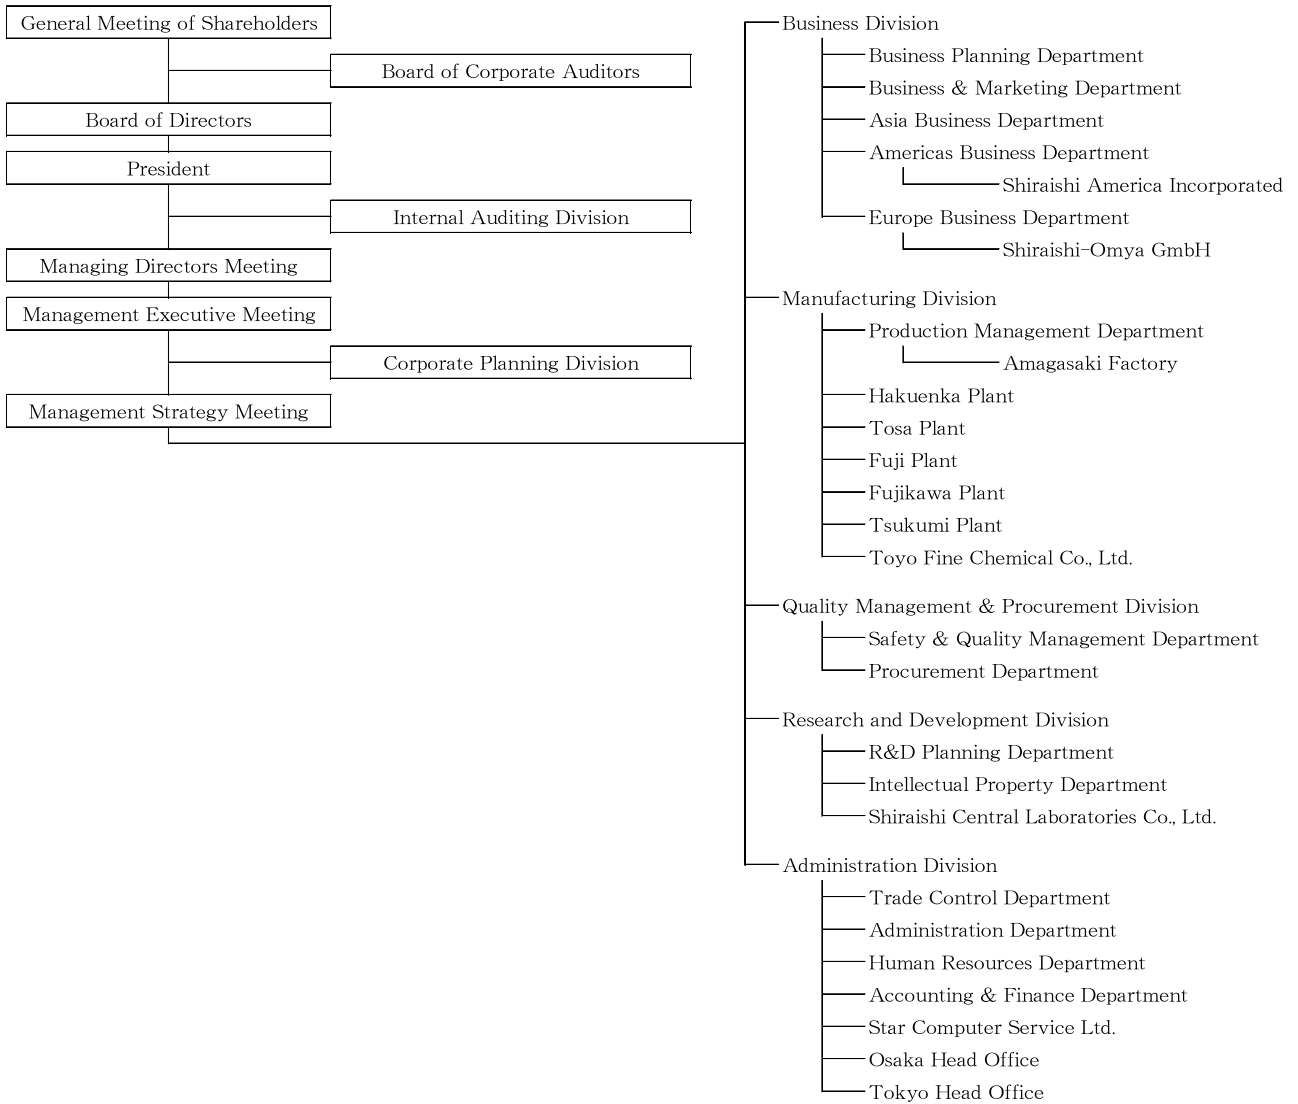 General Meeting of Shareholders
Board of Corporate Auditors
Board of Directors
President
Internal Auditing Division
Managing Directors Meeting
Management Executive Meeting
Corporate Planning Division
Management Strategy Meeting
Business Division
Business Planning Department
Business & Marketing Department
Asia Business Department
Americas Business Department
Shiraishi America Incorporated
Europe Business Department
Shiraishi-Omya GmbH
Manufacturing Division
Production Management Department
Amagasaki Factory
Hakuenka Plant
Tosa Plant
Fuji Plant
Fujikawa Plant
Tsukumi Plant
Toyo Fine Chemical Co., Ltd.
Quality Management & Procurement Division
Safety & Quality Management Department
Procurement Department
Research and Development Division
R&D Planning Department
Intellectual Property Department
Shiraishi Central Laboratories Co., Ltd.
Administration Division
Trade Control Department
Administration Department
Human Resources Department
Accounting & Finance Department
Star Computer Service Ltd.
Osaka Head Office
Tokyo Head Office